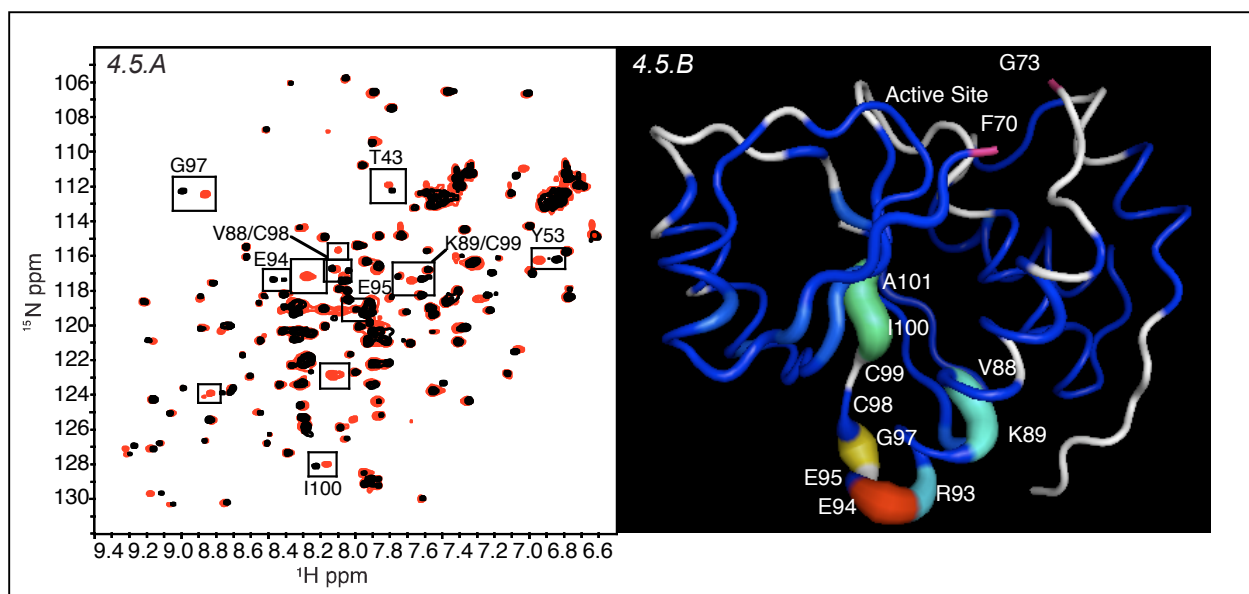 4.5.A
106
108
110
112
114
116
118
120
122
124
126
128
130
¹⁵N ppm
G97
T43
V88/C98
K89/C99
Y53
E94
E95
I100
9.4 9.2 9.0 8.8 8.6 8.4 8.2 8.0 7.8 7.6 7.4 7.2 7.0 6.8 6.6
¹H ppm
4.5.B
G73
Active Site
F70
A101
I100
V88
C99
C98
K89
G97
E95
R93
E94